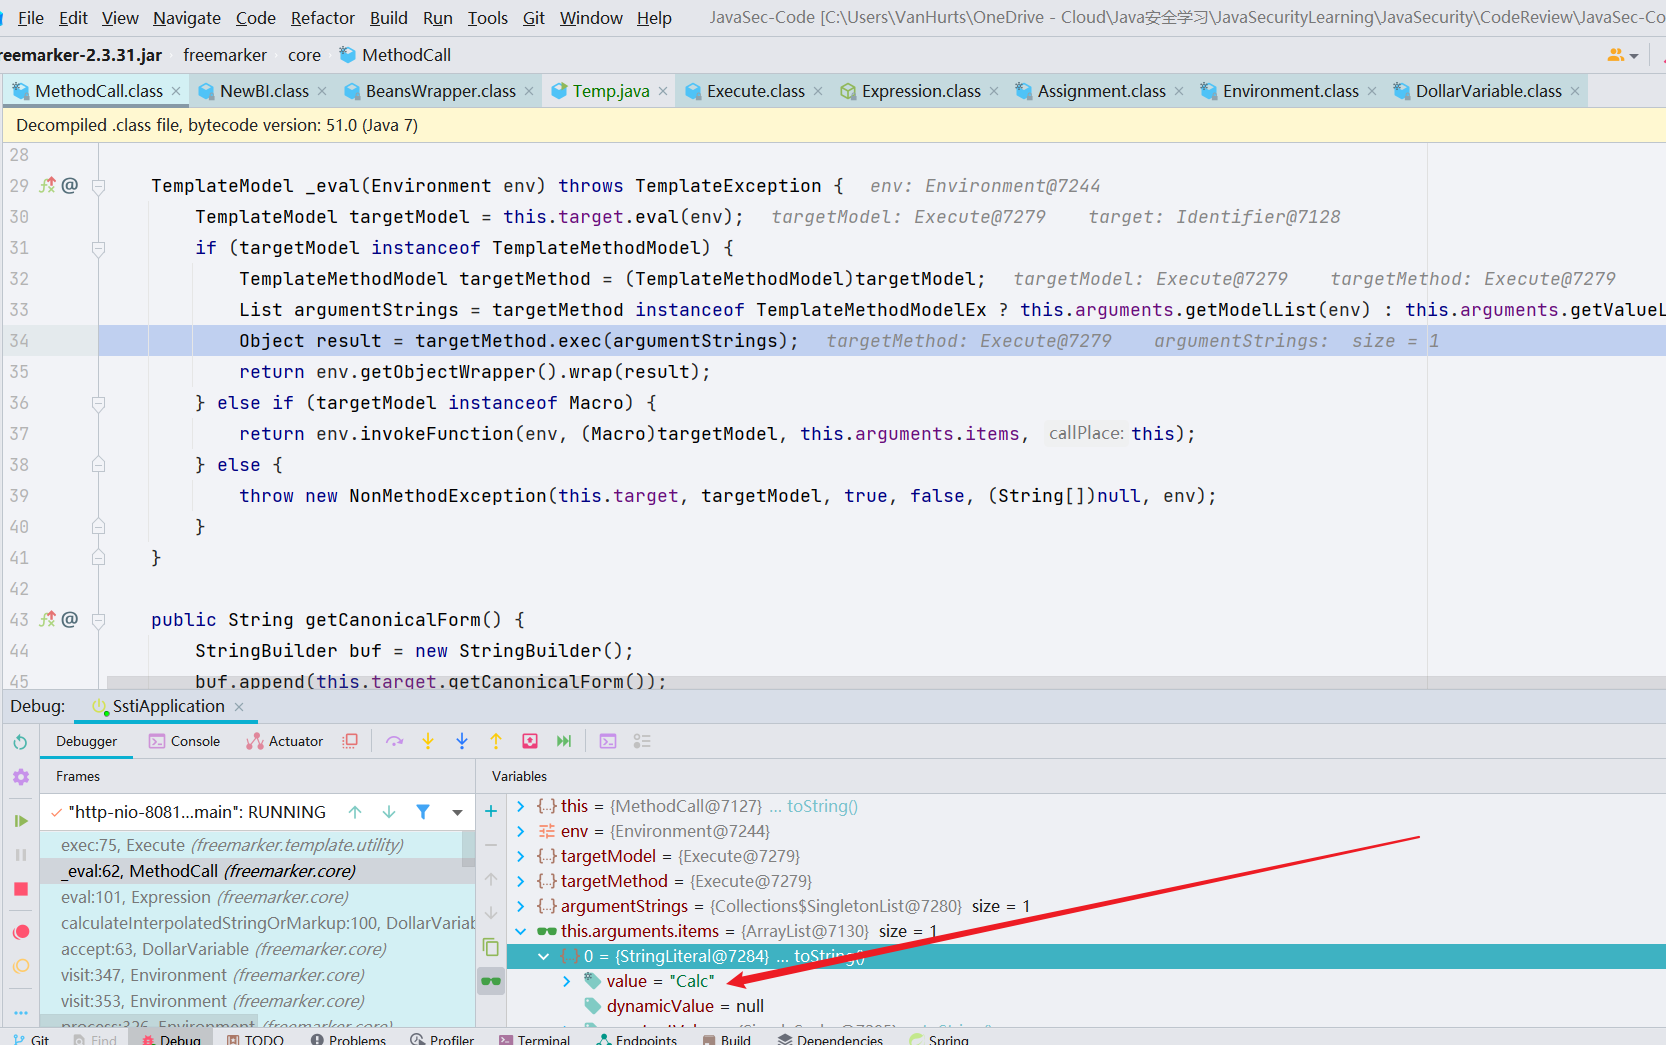 File Edit View Navigate Code Refactor Build Run Tools Git Window Help JavaSec-Code [C:\Users\VanHurts\OneDrive - Cloud\Java安全学习\JavaSecurityLearning\JavaSecurity\CodeReview\JavaSec-Co
reemarker-2.3.31.jar freemarker core MethodCall
MethodCall.class × NewBI.class × BeansWrapper.class × Temp.java × Execute.class × Expression.class × Assignment.class × Environment.class × DollarVariable.class ×
Decompiled .class file, bytecode version: 51.0 (Java 7)
28
29 @ TemplateModel _eval(Environment env) throws TemplateException { env: Environment@7244
30 TemplateModel targetModel = this.target.eval(env); targetModel: Execute@7279 target: Identifier@7128
31 if (targetModel instanceof TemplateMethodModel) {
32 TemplateMethodModel targetMethod = (TemplateMethodModel)targetModel; targetModel: Execute@7279 targetMethod: Execute@7279
33 List argumentStrings = targetMethod instanceof TemplateMethodModelEx ? this.arguments.getModelList(env) : this.arguments.getValueL
34 Object result = targetMethod.exec(argumentStrings); targetMethod: Execute@7279 argumentStrings: size = 1
35 return env.getObjectWrapper().wrap(result);
36 } else if (targetModel instanceof Macro) {
37 return env.invokeFunction(env, (Macro)targetModel, this.arguments.items, callPlace: this);
38 } else {
39 throw new NonMethodException(this.target, targetModel, true, false, (String[])null, env);
40 }
41 }
42
43 @ public String getCanonicalForm() {
44 StringBuilder buf = new StringBuilder();
45 buf.append(this.target.getCanonicalForm());
Debug: SstiApplication ×
Debugger Console Actuator
Frames
"http-nio-8081...main": RUNNING
exec:75, Execute (freemarker.template.utility)
_eval:62, MethodCall (freemarker.core)
eval:101, Expression (freemarker.core)
calculateInterpolatedStringOrMarkup:100, DollarVariab
accept:63, DollarVariable (freemarker.core)
visit:347, Environment (freemarker.core)
visit:353, Environment (freemarker.core)
process:326, Environment (freemarker.core)
Variables
this = {MethodCall@7127} ... toString()
env = {Environment@7244}
targetModel = {Execute@7279}
targetMethod = {Execute@7279}
argumentStrings = {Collections$SingletonList@7280} size = 1
this.arguments.items = {ArrayList@7130} size = 1
0 = {StringLiteral@7284} ... toString()
value = "Calc"
dynamicValue = null
Git Find Debug TODO Problems Profiler Terminal Endpoints Build Dependencies Spring